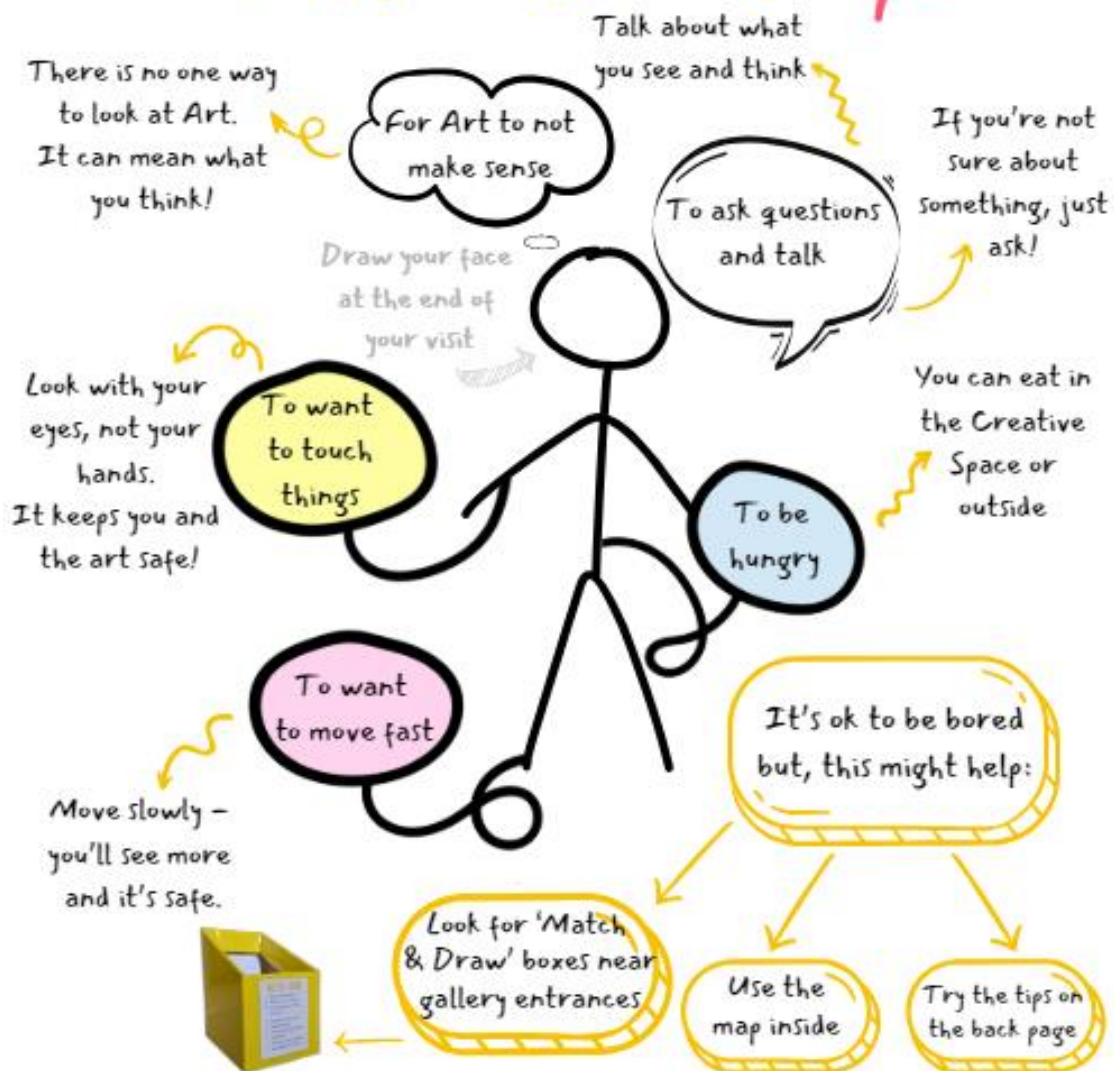 Talk about what
you see and think
There is no one way
to look at Art.
It can mean what
you think!
For Art to not
make sense
If you're not
sure about
something, just
ask!
To ask questions
and talk
Draw your face
at the end of
your visit
Look with your
eyes, not your
hands.
It keeps you and
the art safe!
To want
to touch
things
You can eat in
the Creative
Space or
outside
To be
hungry
To want
to move fast
Move slowly –
you'll see more
and it's safe.
It's ok to be bored
but, this might help:
Look for 'Match
& Draw' boxes near
gallery entrances
Use the
map inside
Try the tips on
the back page